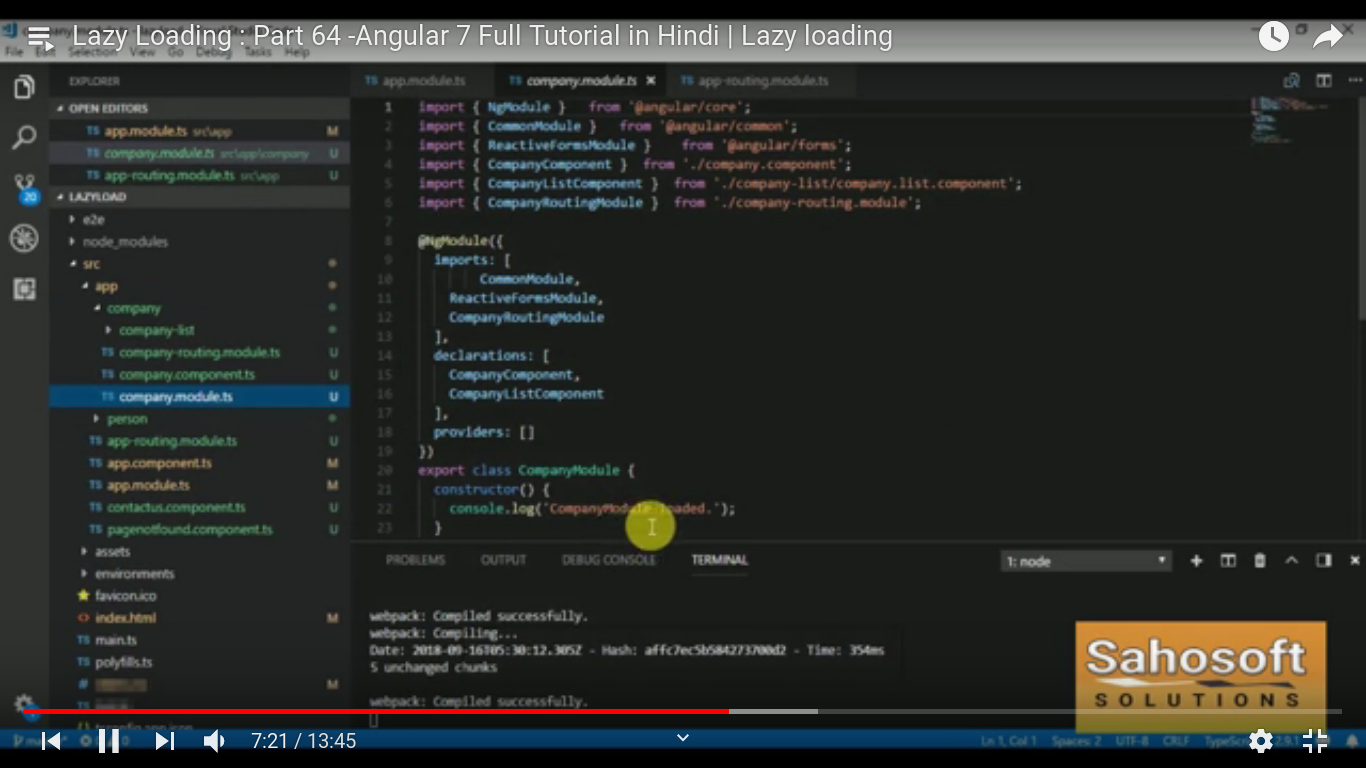 Lazy Loading : Part 64 -Angular 7 Full Tutorial in Hindi | Lazy loading
File Edit Selection View Go Debug Tasks Help
EXPLORER
OPEN EDITORS
TS app.module.ts src\app M
TS company.module.ts src\app\company U
TS app-routing.module.ts src\app U
20
LAZYLOAD
e2e
node_modules
src
app
company
company-list
TS company-routing.module.ts U
TS company.component.ts U
TS company.module.ts U
person
TS app-routing.module.ts U
TS app.component.ts M
TS app.module.ts M
TS contactus.component.ts U
TS pagenotfound.component.ts U
assets
environments
favicon.ico
index.html M
TS main.ts
TS polyfills.ts
# M
TS
TS app.module.ts TS company.module.ts TS app-routing.module.ts
1 import { NgModule } from '@angular/core';
2 import { CommonModule } from '@angular/common';
3 import { ReactiveFormsModule } from '@angular/forms';
4 import { CompanyComponent } from './company.component';
5 import { CompanyListComponent } from './company-list/company.list.component';
6 import { CompanyRoutingModule } from './company-routing.module';
7
8 @NgModule({
9 imports: [
10 CommonModule,
11 ReactiveFormsModule,
12 CompanyRoutingModule
13 ],
14 declarations: [
15 CompanyComponent,
16 CompanyListComponent
17 ],
18 providers: []
19 })
20 export class CompanyModule {
21 constructor() {
22 console.log('CompanyModule loaded.');
23 }
PROBLEMS OUTPUT DEBUG CONSOLE TERMINAL 1: node
webpack: Compiled successfully.
webpack: Compiling...
Date: 2018-09-16T05:30:12.305Z - Hash: affc7ec5b584273700d2 - Time: 354ms
5 unchanged chunks
webpack: Compiled successfully.
Sahosoft
SOLUTIONS
7:21 / 13:45
Ln 1, Col 1 Spaces: 2 UTF-8 CRLF